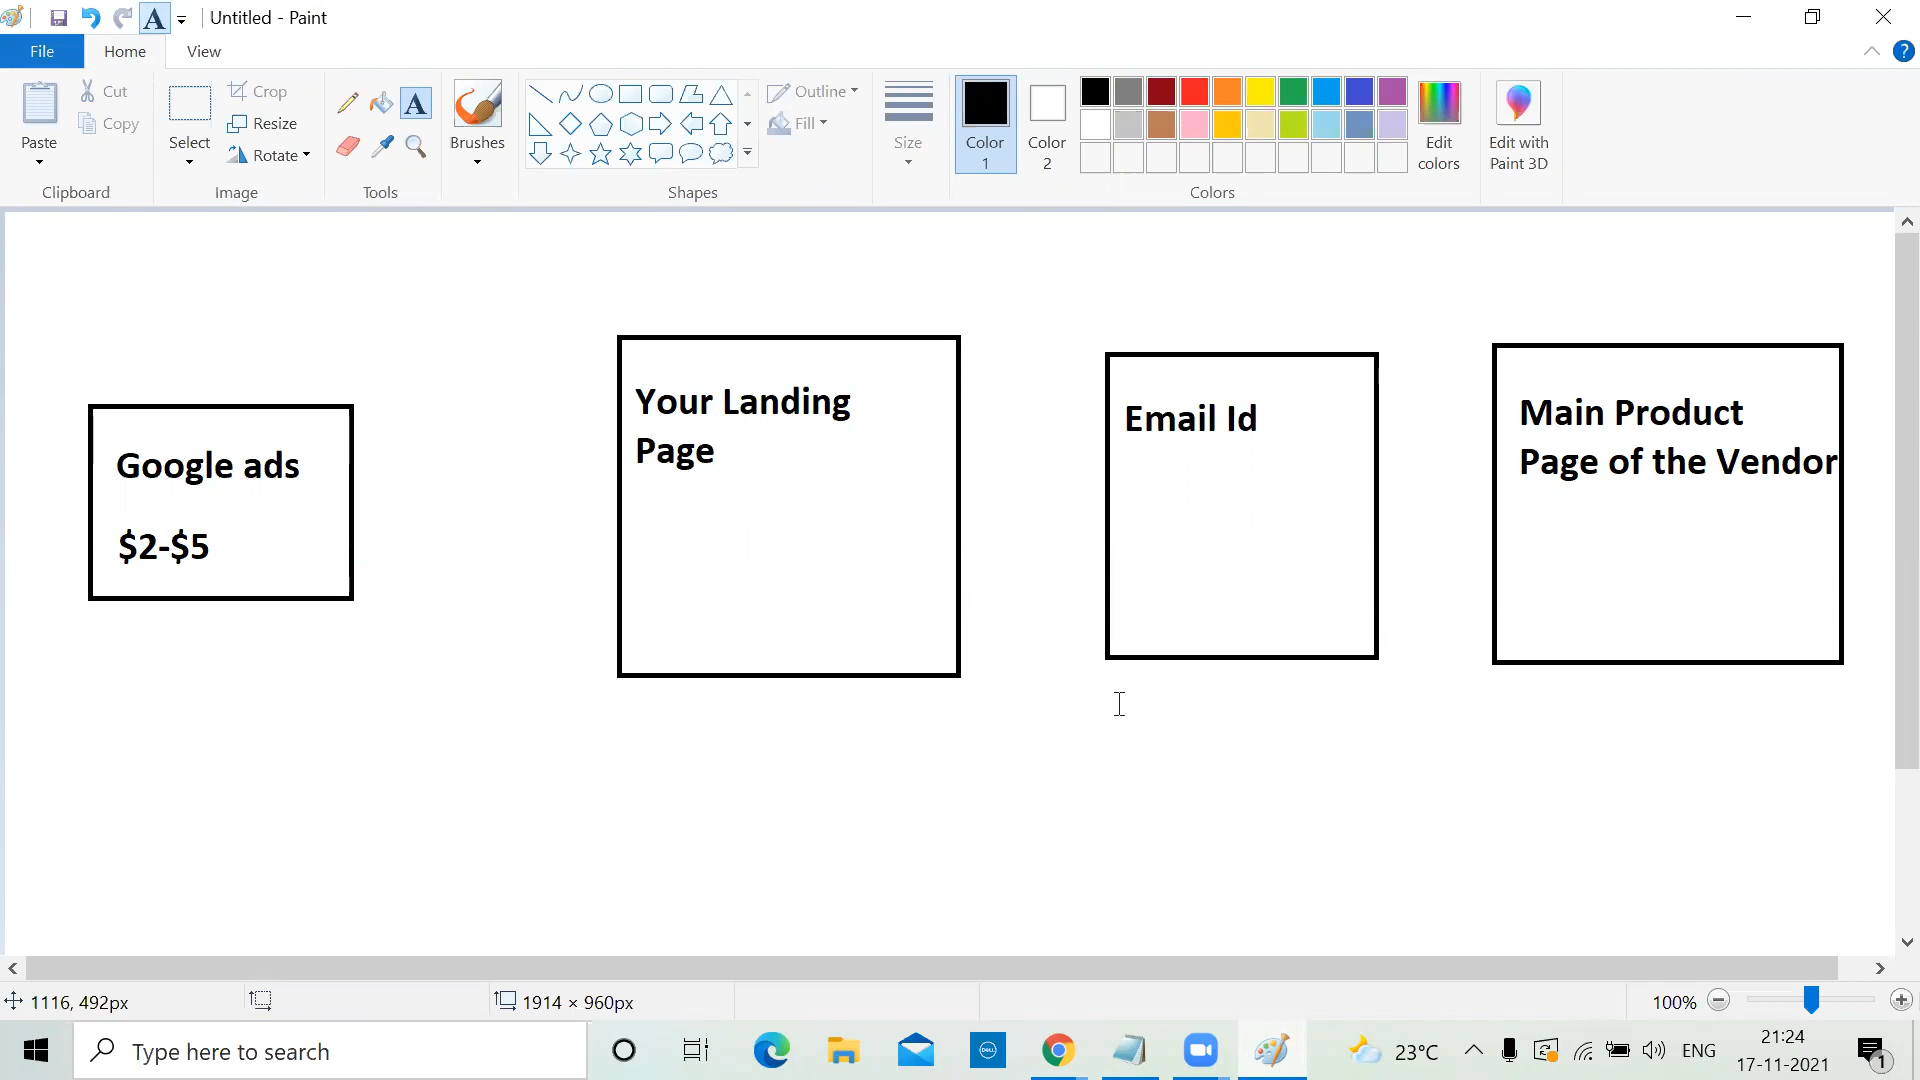 Untitled - Paint
File
Home
View
Paste
Cut
Copy
Clipboard
Select
Crop
Resize
Rotate
Image
A
Tools
Brushes
Shapes
Outline
Fill
Size
Color
1
Color
2
Colors
Edit
colors
Edit with
Paint 3D
Google ads
$2-$5
Your Landing
Page
Email Id
Main Product
Page of the Vendor
1116, 492px
1914 × 960px
100%
Type here to search
DELL
23°C
ENG
21:24
17-11-2021
1